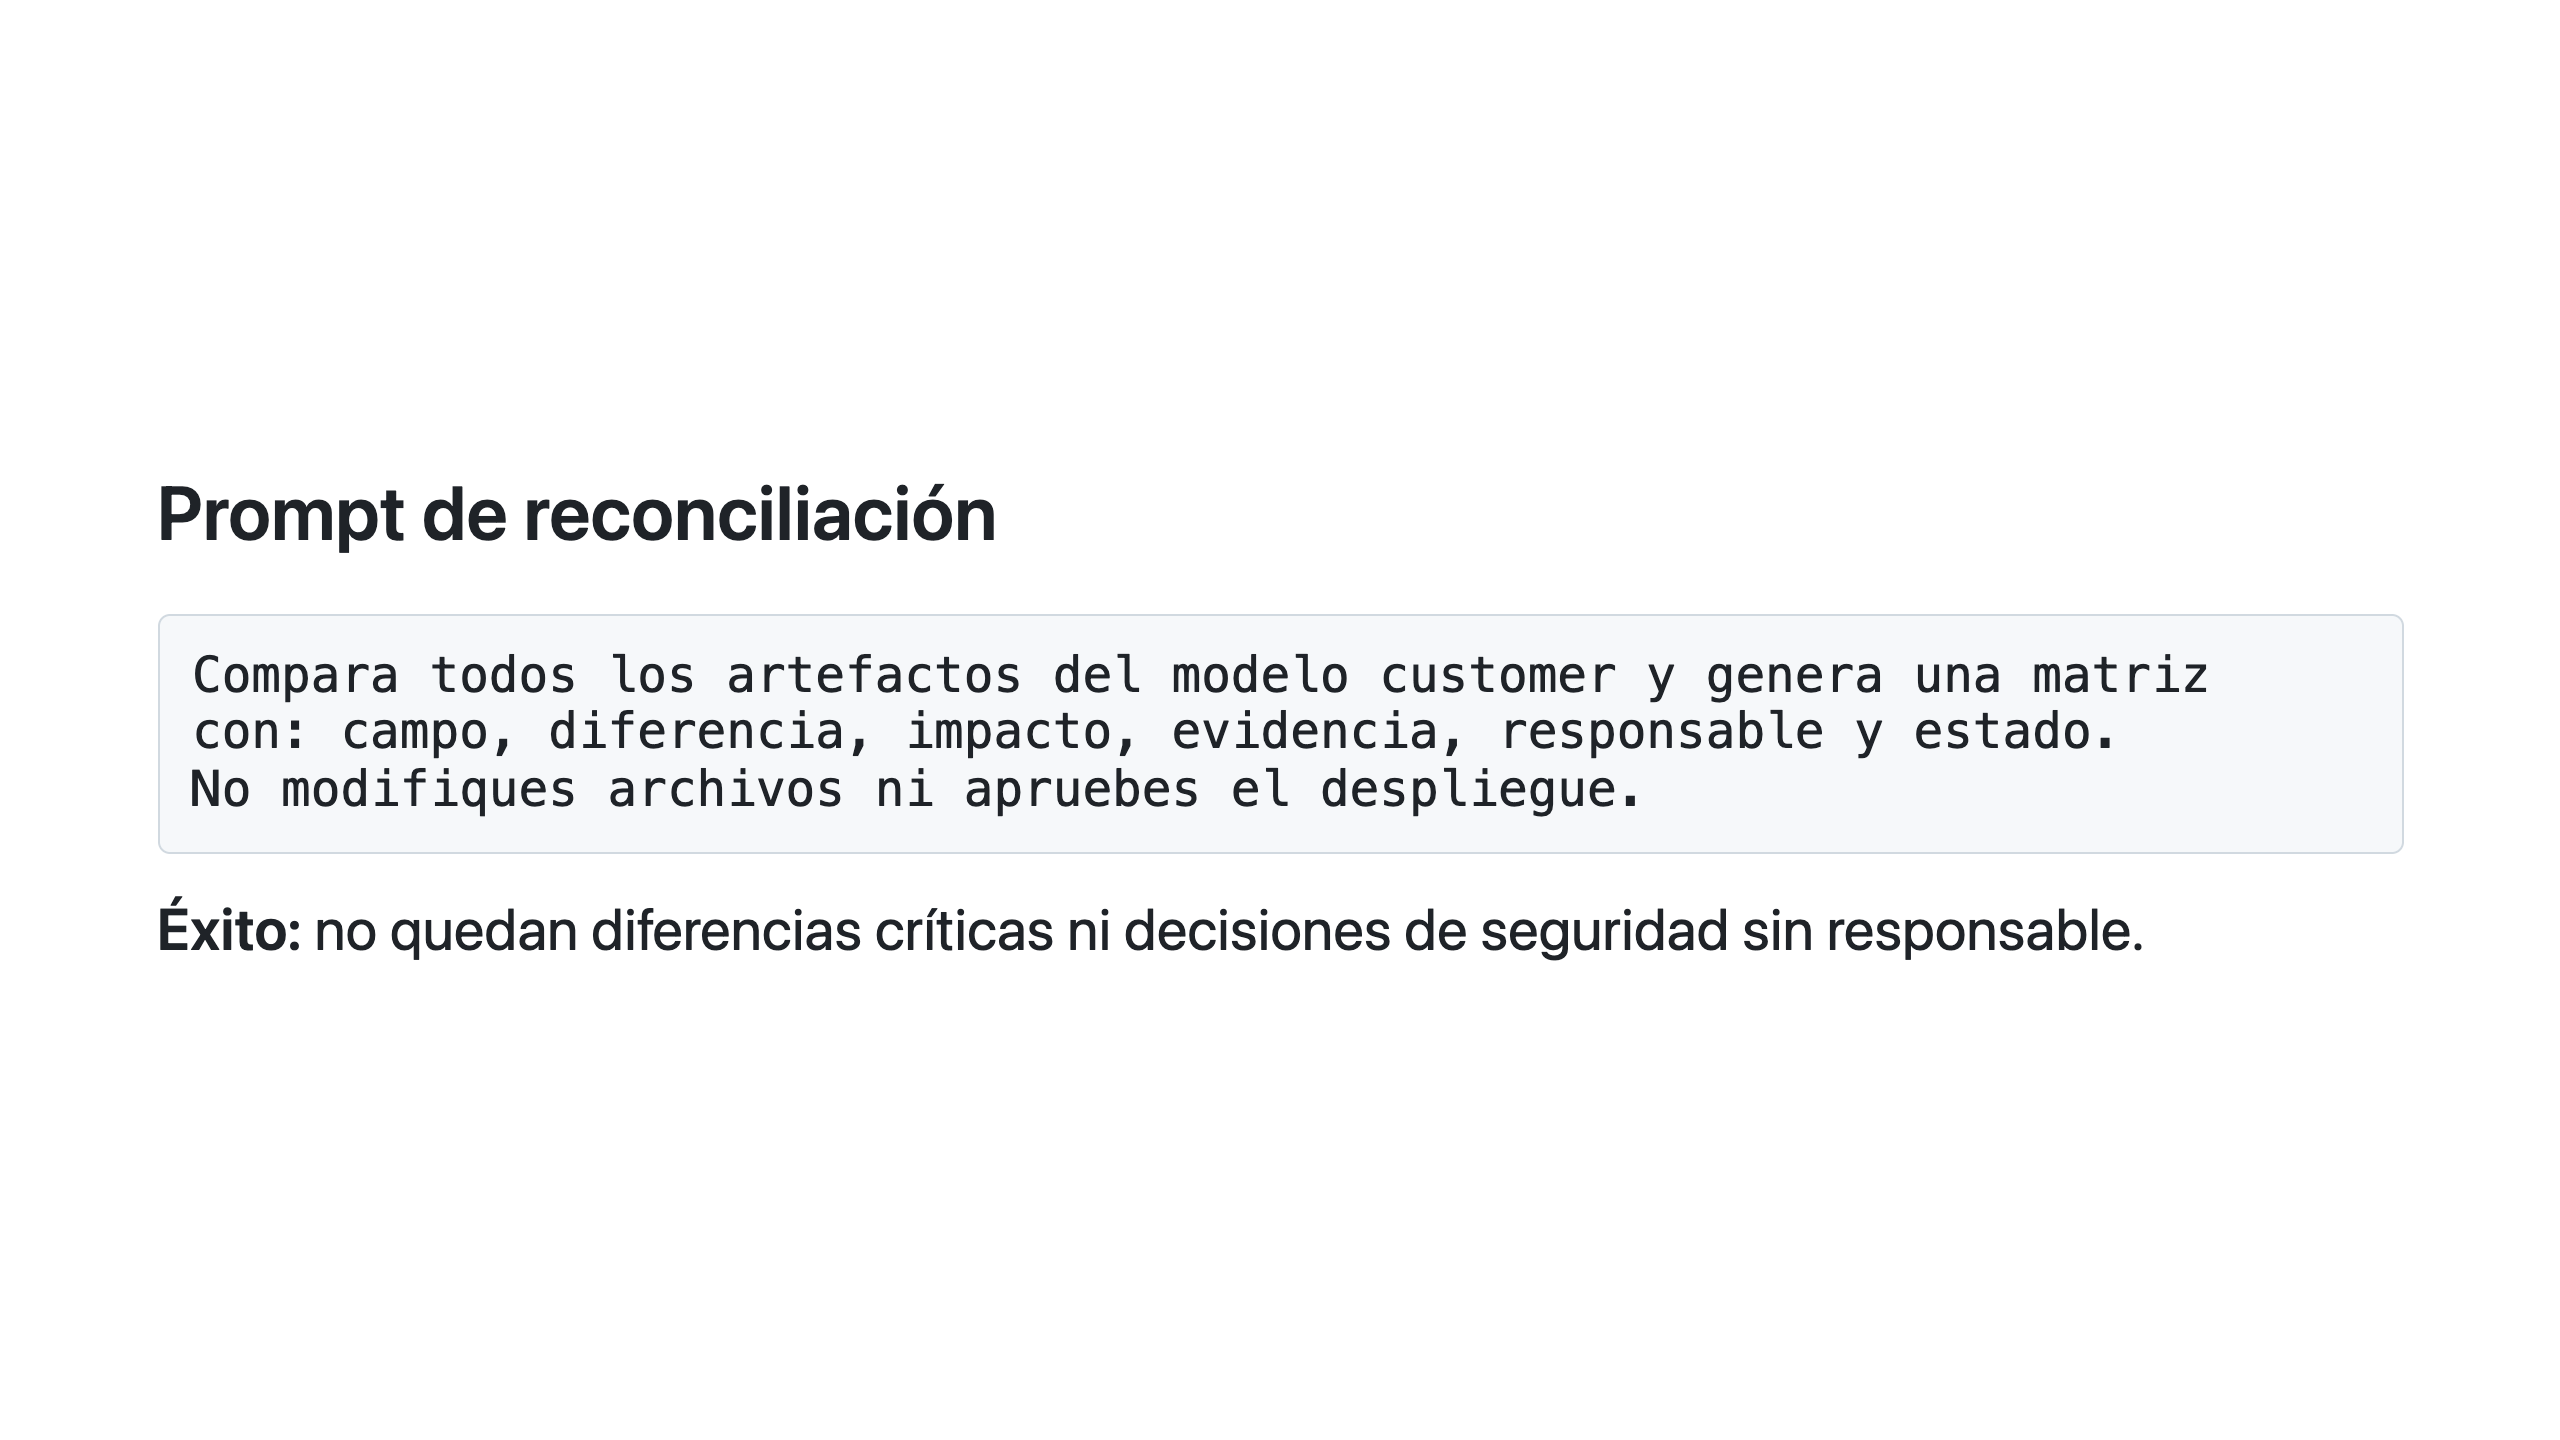 Prompt de reconciliación
Compara todos los artefactos del modelo customer y genera una matriz
con: campo, diferencia, impacto, evidencia, responsable y estado.
No modifiques archivos ni apruebes el despliegue.
Éxito: no quedan diferencias críticas ni decisiones de seguridad sin responsable.